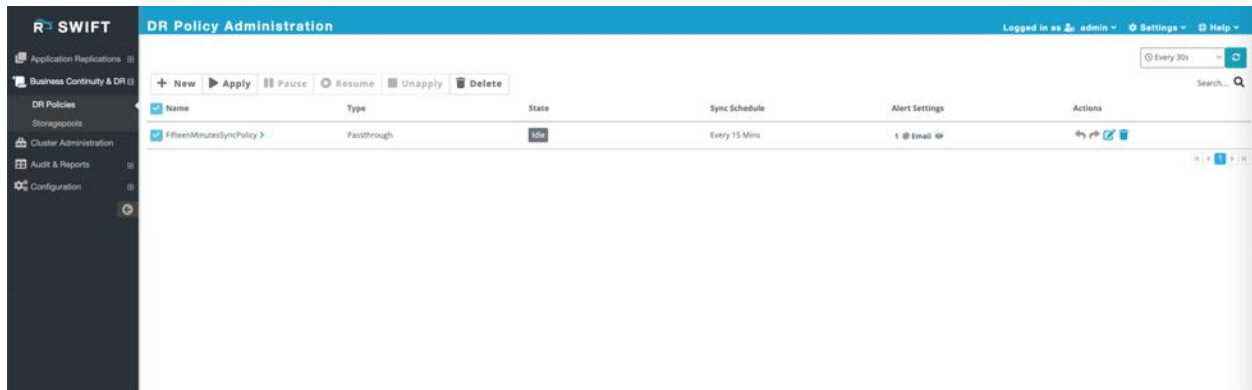 R SWIFT
DR Policy Administration
Logged in as admin Settings Help
Application Replications
Business Continuity & DR
DR Policies
Storagepools
Cluster Administration
Audit & Reports
Configuration
Every 30s
+ New Apply Pause Resume Unapply Delete
Search...
Name Type State Sync Schedule Alert Settings Actions
FifteenMinutesSyncPolicy Passthrough Idle Every 15 Mins 1 @ Email
1